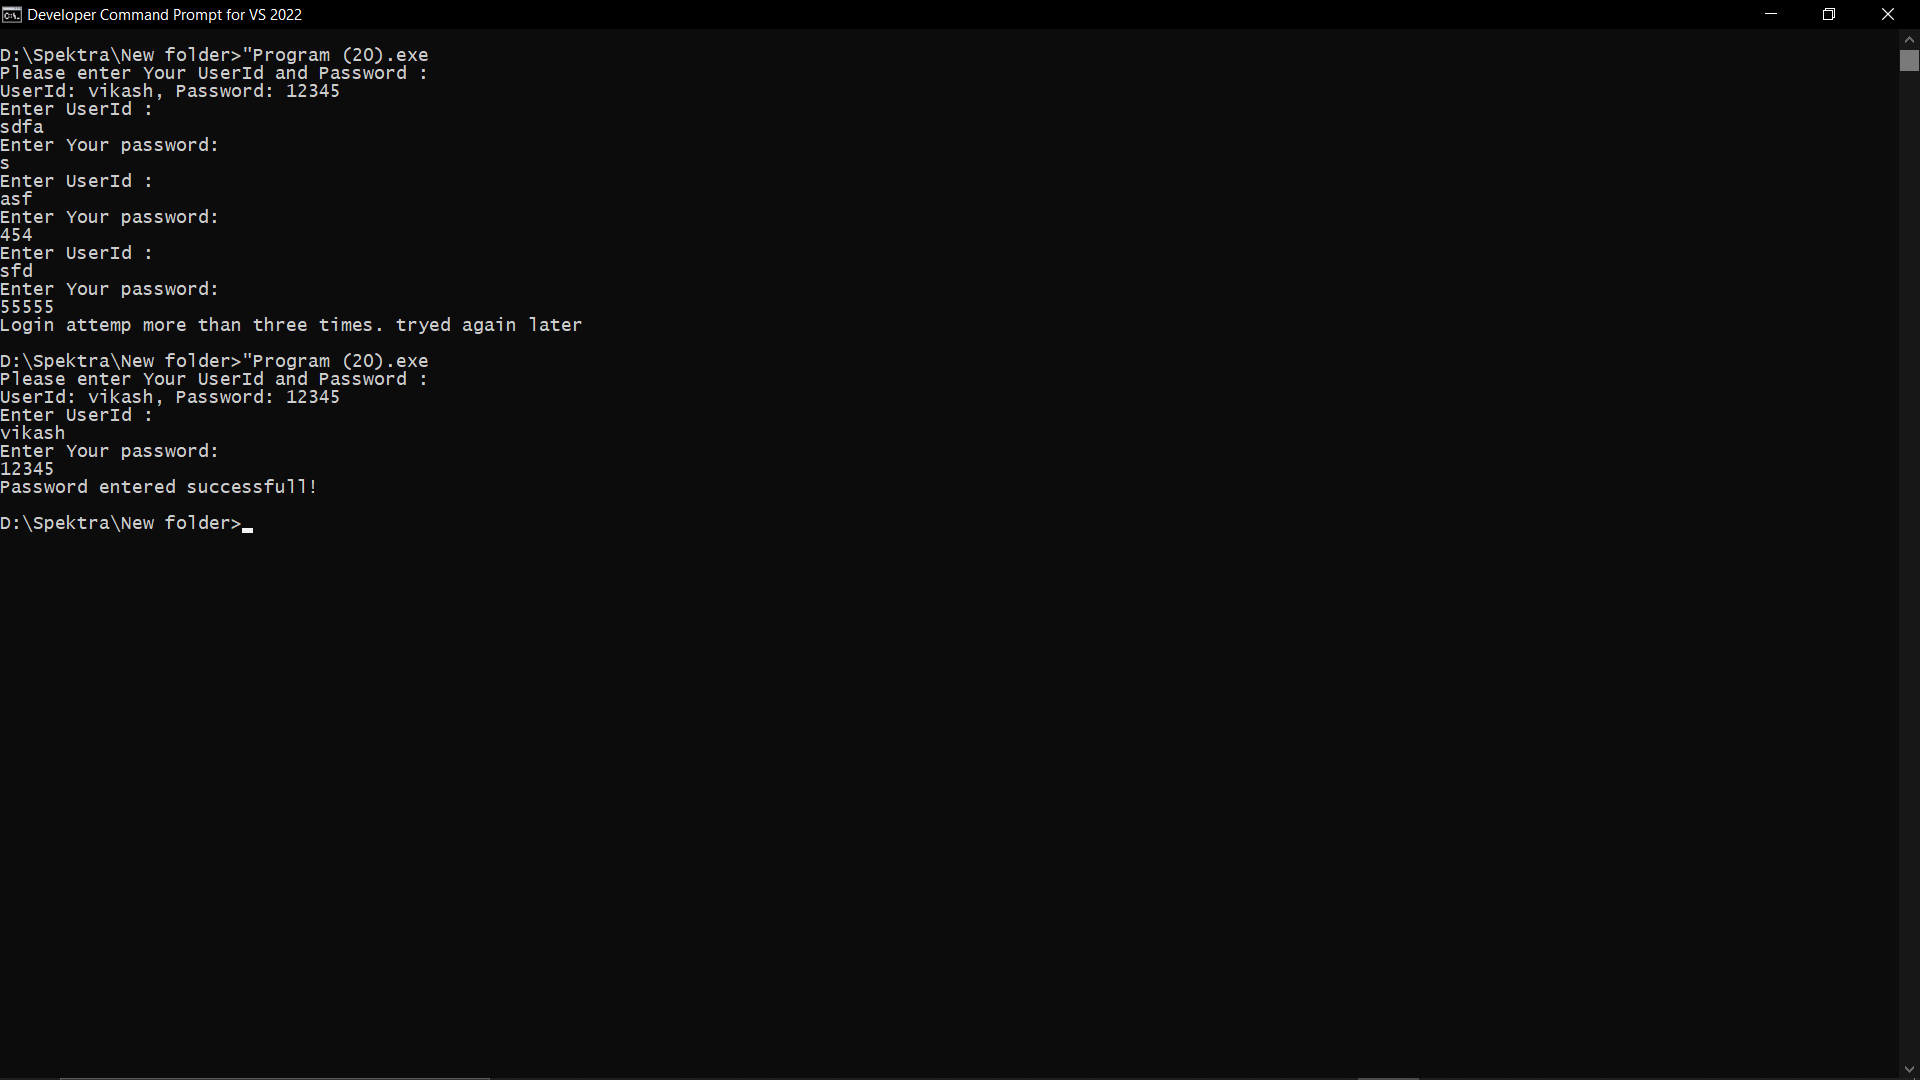 Developer Command Prompt for VS 2022
D:\Spektra\New folder>"Program (20).exe
Please enter Your UserId and Password :
UserId: vikash, Password: 12345
Enter UserId :
sdfa
Enter Your password:
s
Enter UserId :
asf
Enter Your password:
454
Enter UserId :
sfd
Enter Your password:
55555
Login attemp more than three times. tryed again later
D:\Spektra\New folder>"Program (20).exe
Please enter Your UserId and Password :
UserId: vikash, Password: 12345
Enter UserId :
vikash
Enter Your password:
12345
Password entered successfull!
D:\Spektra\New folder>